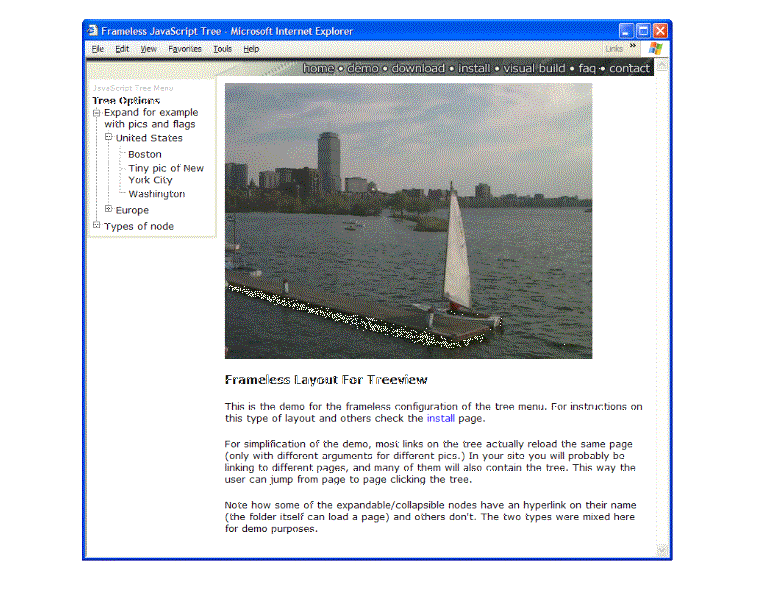 Frameless JavaScript Tree - Microsoft Internet Explorer
File Edit View Favorites Tools Help
Links »
home • demo • download • install • visual build • faq • contact
JavaScript Tree Menu
Tree Options
Expand for example
with pics and flags
United States
Boston
Tiny pic of New
York City
Washington
Europe
Types of node
Frameless Layout For Treeview
This is the demo for the frameless configuration of the tree menu. For instructions on
this type of layout and others check the install page.
For simplification of the demo, most links on the tree actually reload the same page
(only with different arguments for different pics.) In your site you will probably be
linking to different pages, and many of them will also contain the tree. This way the
user can jump from page to page clicking the tree.
Note how some of the expandable/collapsible nodes have an hyperlink on their name
(the folder itself can load a page) and others don't. The two types were mixed here
for demo purposes.